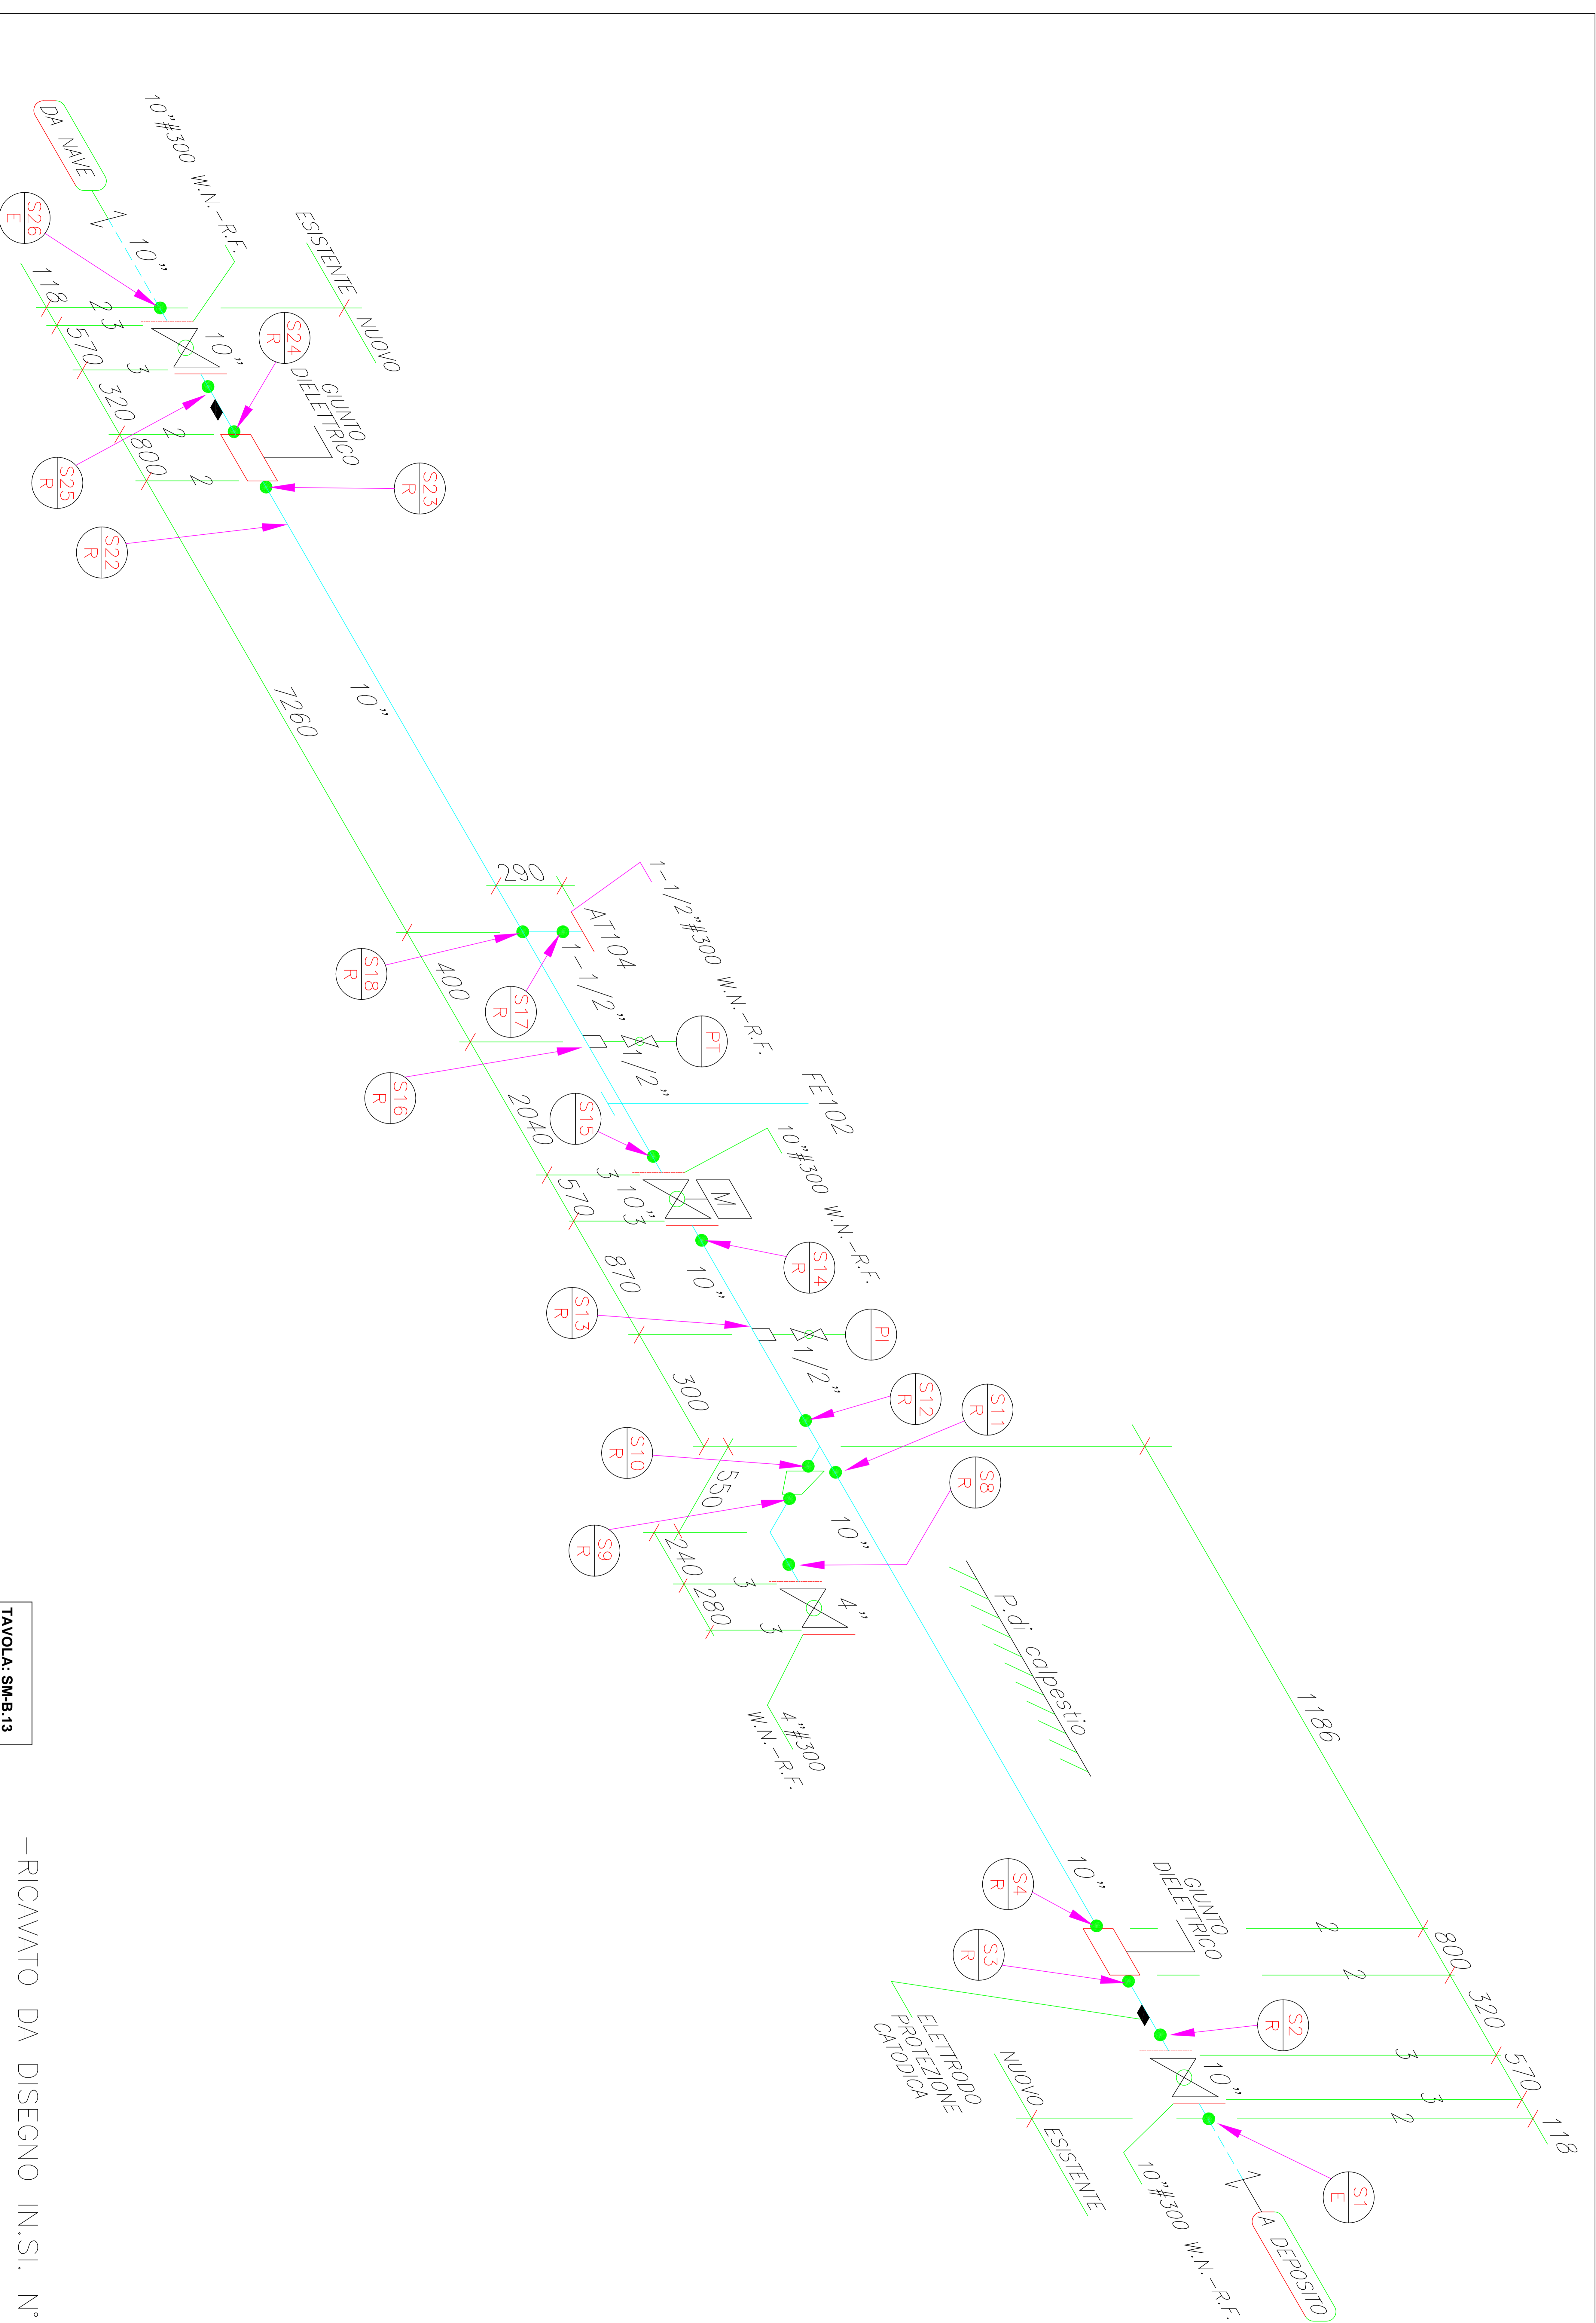 DA NAVE
10"
10"#300 W.N.-R.F.
ESISTENTE
NUOVO
S26
E
118
2
3
570
3
10"
320
2
800
2
S24
R
GIUNTO
DIELETTRICO
S25
R
S23
R
S22
R
7260
10"
290
AT104
1-1/2"#300 W.N.-R.F.
1-1/2"
S18
R
S17
R
400
PT
1/2"
S16
R
FE102
2040
S15
10"#300 W.N.-R.F.
M
3
10"
3
570
S14
R
10"
870
S13
R
PI
1/2"
300
S12
R
S11
R
S10
R
550
S9
R
S8
R
10"
240
3
280
3
4"
4"#300
W.N.-R.F.
P.di calpestio
1186
10"
S4
R
GIUNTO
DIELETTRICO
2
800
2
S3
R
320
S2
R
ELETTRODO
PROTEZIONE
CATODICA
3
570
3
10"
2
118
NUOVO
ESISTENTE
10"#300 W.N.-R.F.
S1
E
A DEPOSITO
TAVOLA: SM-B.13
-RICAVATO DA DISEGNO IN.SI. N°